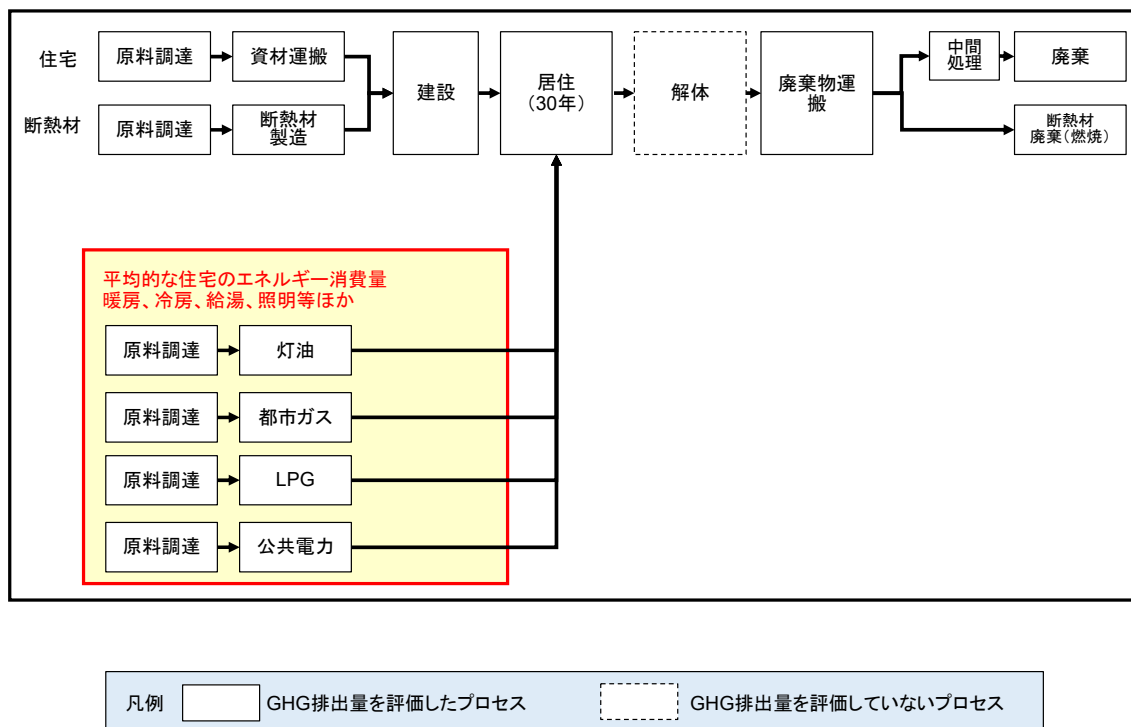 住宅
原料調達
資材運搬
断熱材
原料調達
断熱材
製造
建設
居住
（30年）
解体
廃棄物運
搬
中間
処理
廃棄
断熱材
廃棄（燃焼）
平均的な住宅のエネルギー消費量
暖房、冷房、給湯、照明等ほか
原料調達
灯油
原料調達
都市ガス
原料調達
LPG
原料調達
公共電力
凡例
GHG排出量を評価したプロセス
GHG排出量を評価していないプロセス